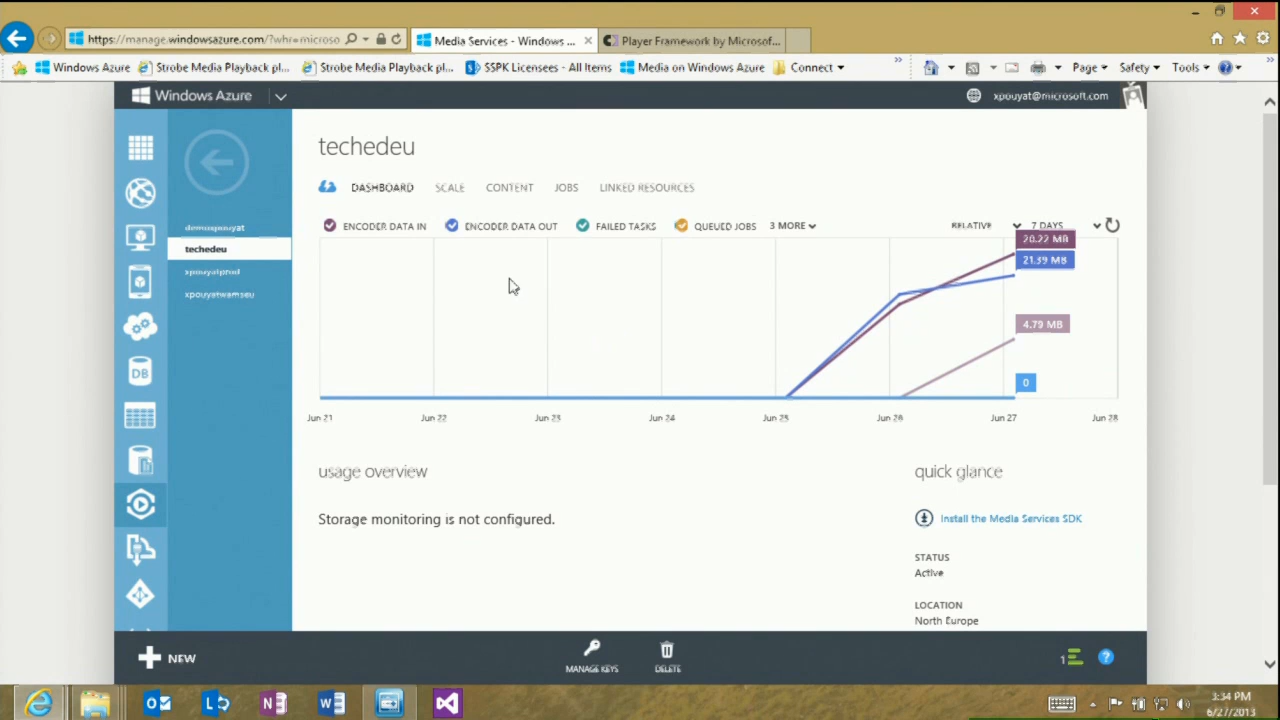 https://manage.windowsazure.com/?whr=microso
Media Services - Windows ...
Player Framework by Microsof...
Windows Azure
Strobe Media Playback pl...
Strobe Media Playback pl...
SSPK Licensees - All Items
Media on Windows Azure
Connect
Page
Safety
Tools
Windows Azure
xpouyat@microsoft.com
techedeu
DASHBOARD SCALE CONTENT JOBS LINKED RESOURCES
ENCODER DATA IN ENCODER DATA OUT FAILED TASKS QUEUED JOBS 3 MORE RELATIVE 7 DAYS
demoxpouyat
techedeu
xpouyatprod
xpouyatwamseu
20.22 MB
21.39 MB
4.79 MB
0
Jun 21 Jun 22 Jun 23 Jun 24 Jun 25 Jun 26 Jun 27 Jun 28
usage overview
Storage monitoring is not configured.
quick glance
Install the Media Services SDK
STATUS
Active
LOCATION
North Europe
DB
NEW
MANAGE KEYS
DELETE
1
3:34 PM
6/27/2013